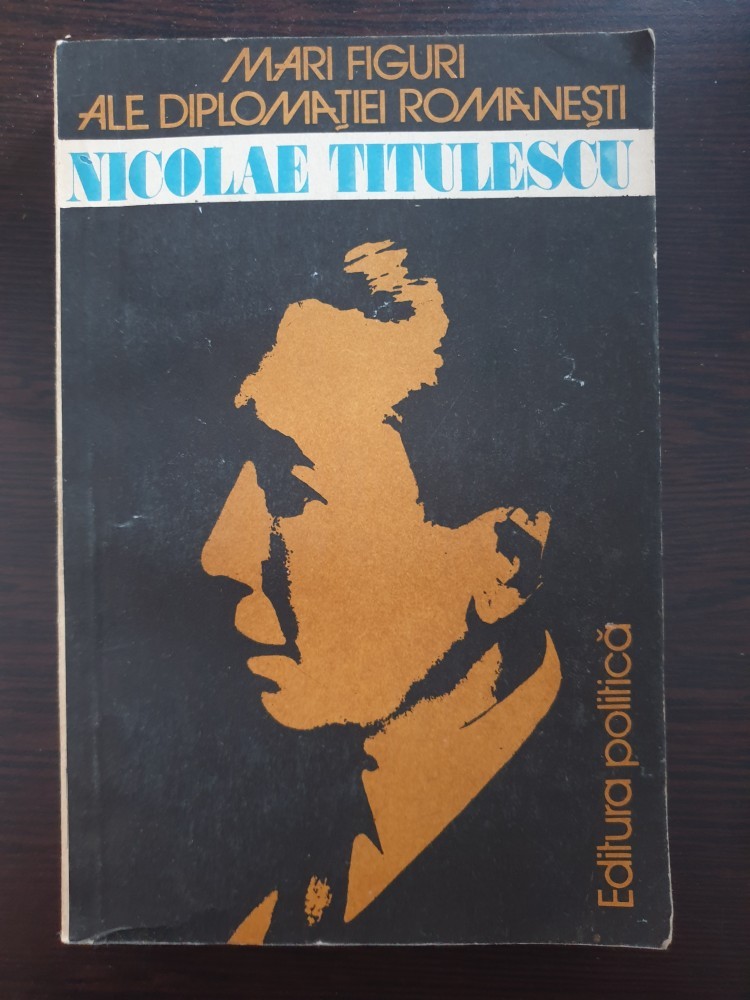 MARI FIGURI
ALE DIPLOMAȚIEI ROMÂNEȘTI
NICOLAE TITULESCU
Editura politică